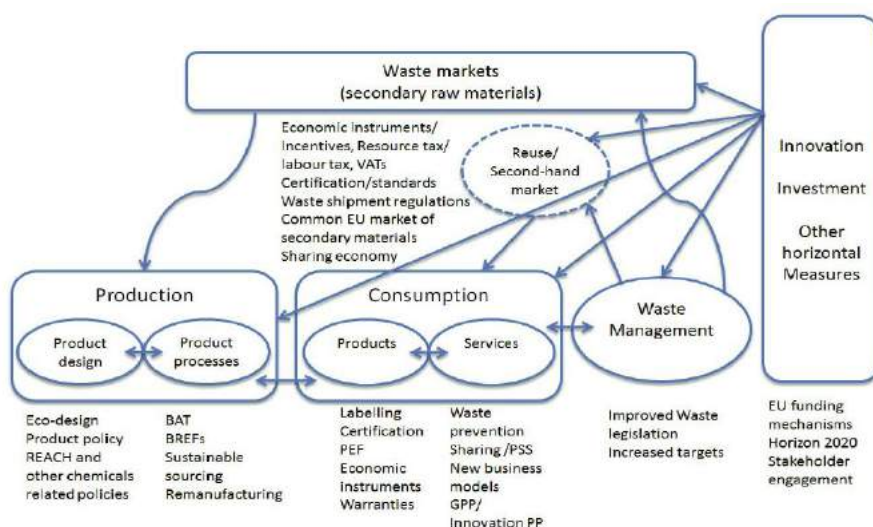 Waste markets
(secondary raw materials)
Economic instruments/
Incentives, Resource tax/
labour tax, VATs
Certification/standards
Waste shipment regulations
Common EU market of
secondary materials
Sharing economy
Reuse/
Second-hand
market
Innovation
Investment
Other
horizontal
Measures
Production
Product
design
Product
processes
Consumption
Products
Services
Waste
Management
Eco-design
Product policy
REACH and
other chemicals
related policies
BAT
BREFs
Sustainable
sourcing
Remanufacturing
Labelling
Certification
PEF
Economic
instruments
Warranties
Waste
prevention
Sharing /PSS
New business
models
GPP/
Innovation PP
Improved Waste
legislation
Increased targets
EU funding
mechanisms
Horizon 2020
Stakeholder
engagement